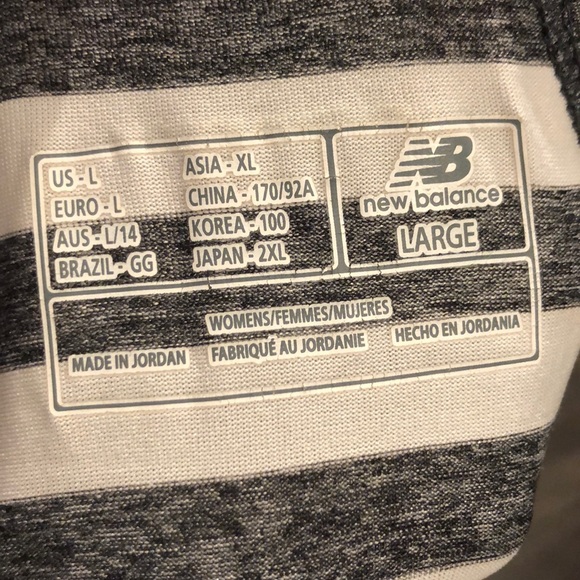 US - L
EURO - L
AUS - L/14
BRAZIL - GG
ASIA - XL
CHINA - 170/92A
KOREA - 100
JAPAN - 2XL
NB
new balance
LARGE
WOMENS/FEMMES/MUJERES
MADE IN JORDAN
FABRIQUÉ AU JORDANIE
HECHO EN JORDANIA